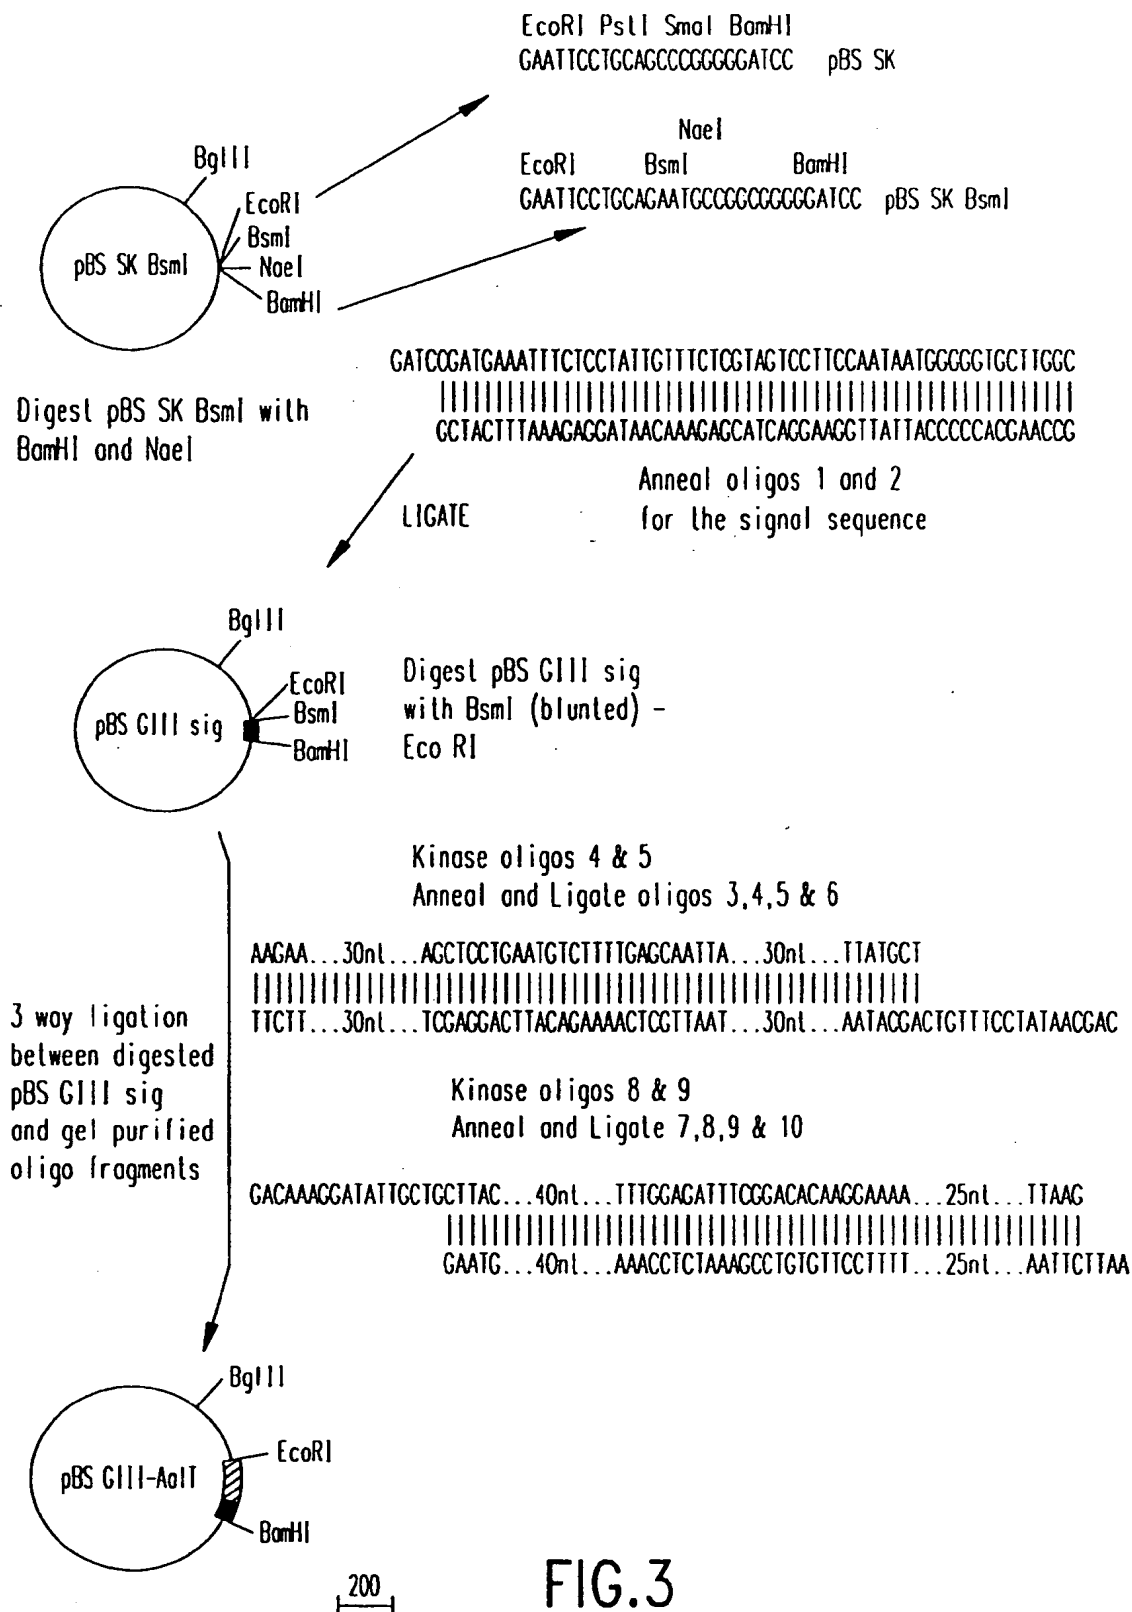 EcoRI PstI SmaI BamHI
GAATTCCTGCAGCCCGGGGGATCC pBS SK
NaeI
EcoRI BsmI BamHI
GAATTCCTGCAGAATGCCGGCGGGGGATCC pBS SK BsmI
BglII
EcoRI
BsmI
NaeI
BamHI
pBS SK BsmI
GATCCGATGAAATTTCTCCTATTGTTTCTCGTAGTCCTTCCAATAATGGGGGTGCTTGGC
GCTACTTTAAAGAGGATAACAAAGAGCATCAGGAAGGTTATTACCCCCACGAACCG
Digest pBS SK BsmI with
BamHI and NaeI
Anneal oligos 1 and 2
for the signal sequence
LIGATE
BglII
EcoRI
BsmI
BamHI
pBS GIII sig
Digest pBS GIII sig
with BsmI (blunted) –
Eco RI
Kinase oligos 4 & 5
Anneal and Ligate oligos 3,4,5 & 6
AAGAA...30nt...AGCTCCTGAATGTCTTTTGAGCAATTA...30nt...TTATGCT
TTCTT...30nt...TCGAGGACTTACAGAAAACTCGTTAAT...30nt...AATACGACTGTTTCCTATAACGAC
3 way ligation
between digested
pBS GIII sig
and gel purified
oligo fragments
Kinase oligos 8 & 9
Anneal and Ligate 7,8,9 & 10
GACAAAGGATATTGCTGCTTAC...40nt...TTTGGAGATTTCGGACACAAGGAAAA...25nt...TTAAG
GAATG...40nt...AAACCTCTAAAGCCTGTGTTCCTTTT...25nt...AATTCTTAA
BglII
EcoRI
BamHI
pBS GIII-AaIT
200
FIG.3